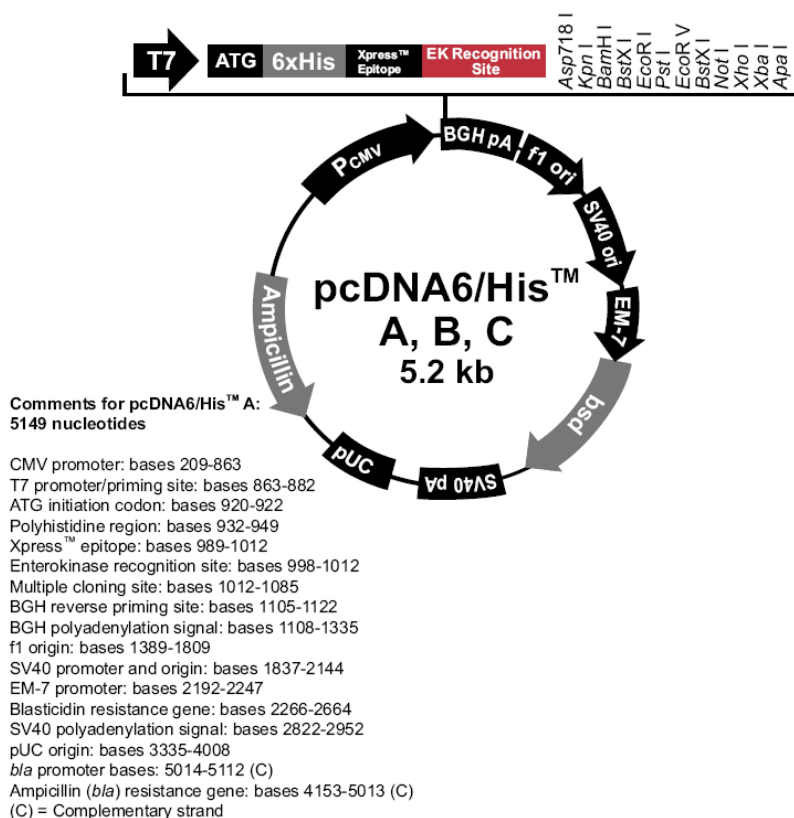 T7 ATG 6xHis Xpress™ Epitope EK Recognition Site
Asp718 I
Kpn I
BamH I
BstX I
EcoR I
Pst I
EcoR V
BstX I
Not I
Xho I
Xba I
Apa I
PCMV
BGH pA
f1 ori
SV40 ori
EM-7
bsd
SV40 pA
pUC
Ampicillin
pcDNA6/His™
A, B, C
5.2 kb
Comments for pcDNA6/His™ A:
5149 nucleotides
CMV promoter: bases 209-863
T7 promoter/priming site: bases 863-882
ATG initiation codon: bases 920-922
Polyhistidine region: bases 932-949
Xpress™ epitope: bases 989-1012
Enterokinase recognition site: bases 998-1012
Multiple cloning site: bases 1012-1085
BGH reverse priming site: bases 1105-1122
BGH polyadenylation signal: bases 1108-1335
f1 origin: bases 1389-1809
SV40 promoter and origin: bases 1837-2144
EM-7 promoter: bases 2192-2247
Blasticidin resistance gene: bases 2266-2664
SV40 polyadenylation signal: bases 2822-2952
pUC origin: bases 3335-4008
bla promoter bases: 5014-5112 (C)
Ampicillin (bla) resistance gene: bases 4153-5013 (C)
(C) = Complementary strand